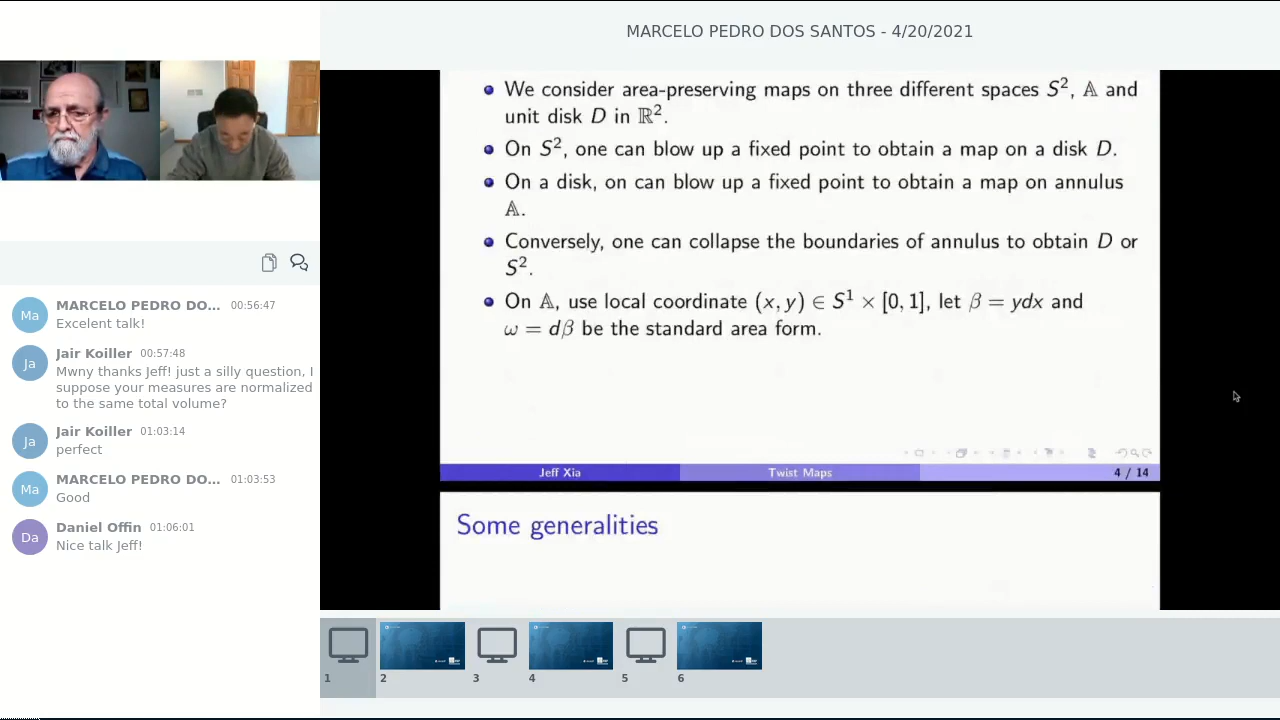 MARCELO PEDRO DOS SANTOS - 4/20/2021
Ma
MARCELO PEDRO DO... 00:56:47
Excelent talk!
Ja
Jair Koiller 00:57:48
Mwny thanks Jeff! just a silly question, I
suppose your measures are normalized
to the same total volume?
Ja
Jair Koiller 01:03:14
perfect
Ma
MARCELO PEDRO DO... 01:03:53
Good
Da
Daniel Offin 01:06:01
Nice talk Jeff!
We consider area-preserving maps on three different spaces S², 𝔸 and
unit disk D in ℝ².
On S², one can blow up a fixed point to obtain a map on a disk D.
On a disk, on can blow up a fixed point to obtain a map on annulus
𝔸.
Conversely, one can collapse the boundaries of annulus to obtain D or
S².
On 𝔸, use local coordinate (x, y) ∈ S¹ × [0, 1], let β = ydx and
ω = dβ be the standard area form.
Jeff Xia Twist Maps 4 / 14
Some generalities
1 2 3 4 5 6